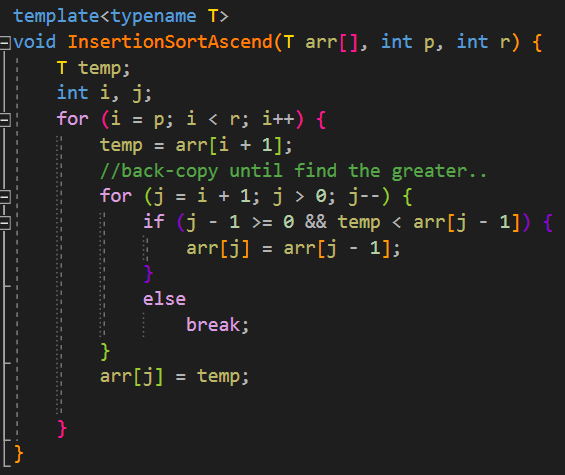 template<typename T>
void InsertionSortAscend(T arr[], int p, int r) {
    T temp;
    int i, j;
    for (i = p; i < r; i++) {
        temp = arr[i + 1];
        //back-copy until find the greater..
        for (j = i + 1; j > 0; j--) {
            if (j - 1 >= 0 && temp < arr[j - 1]) {
                arr[j] = arr[j - 1];
            }
            else
                break;
        }
        arr[j] = temp;

    }
}